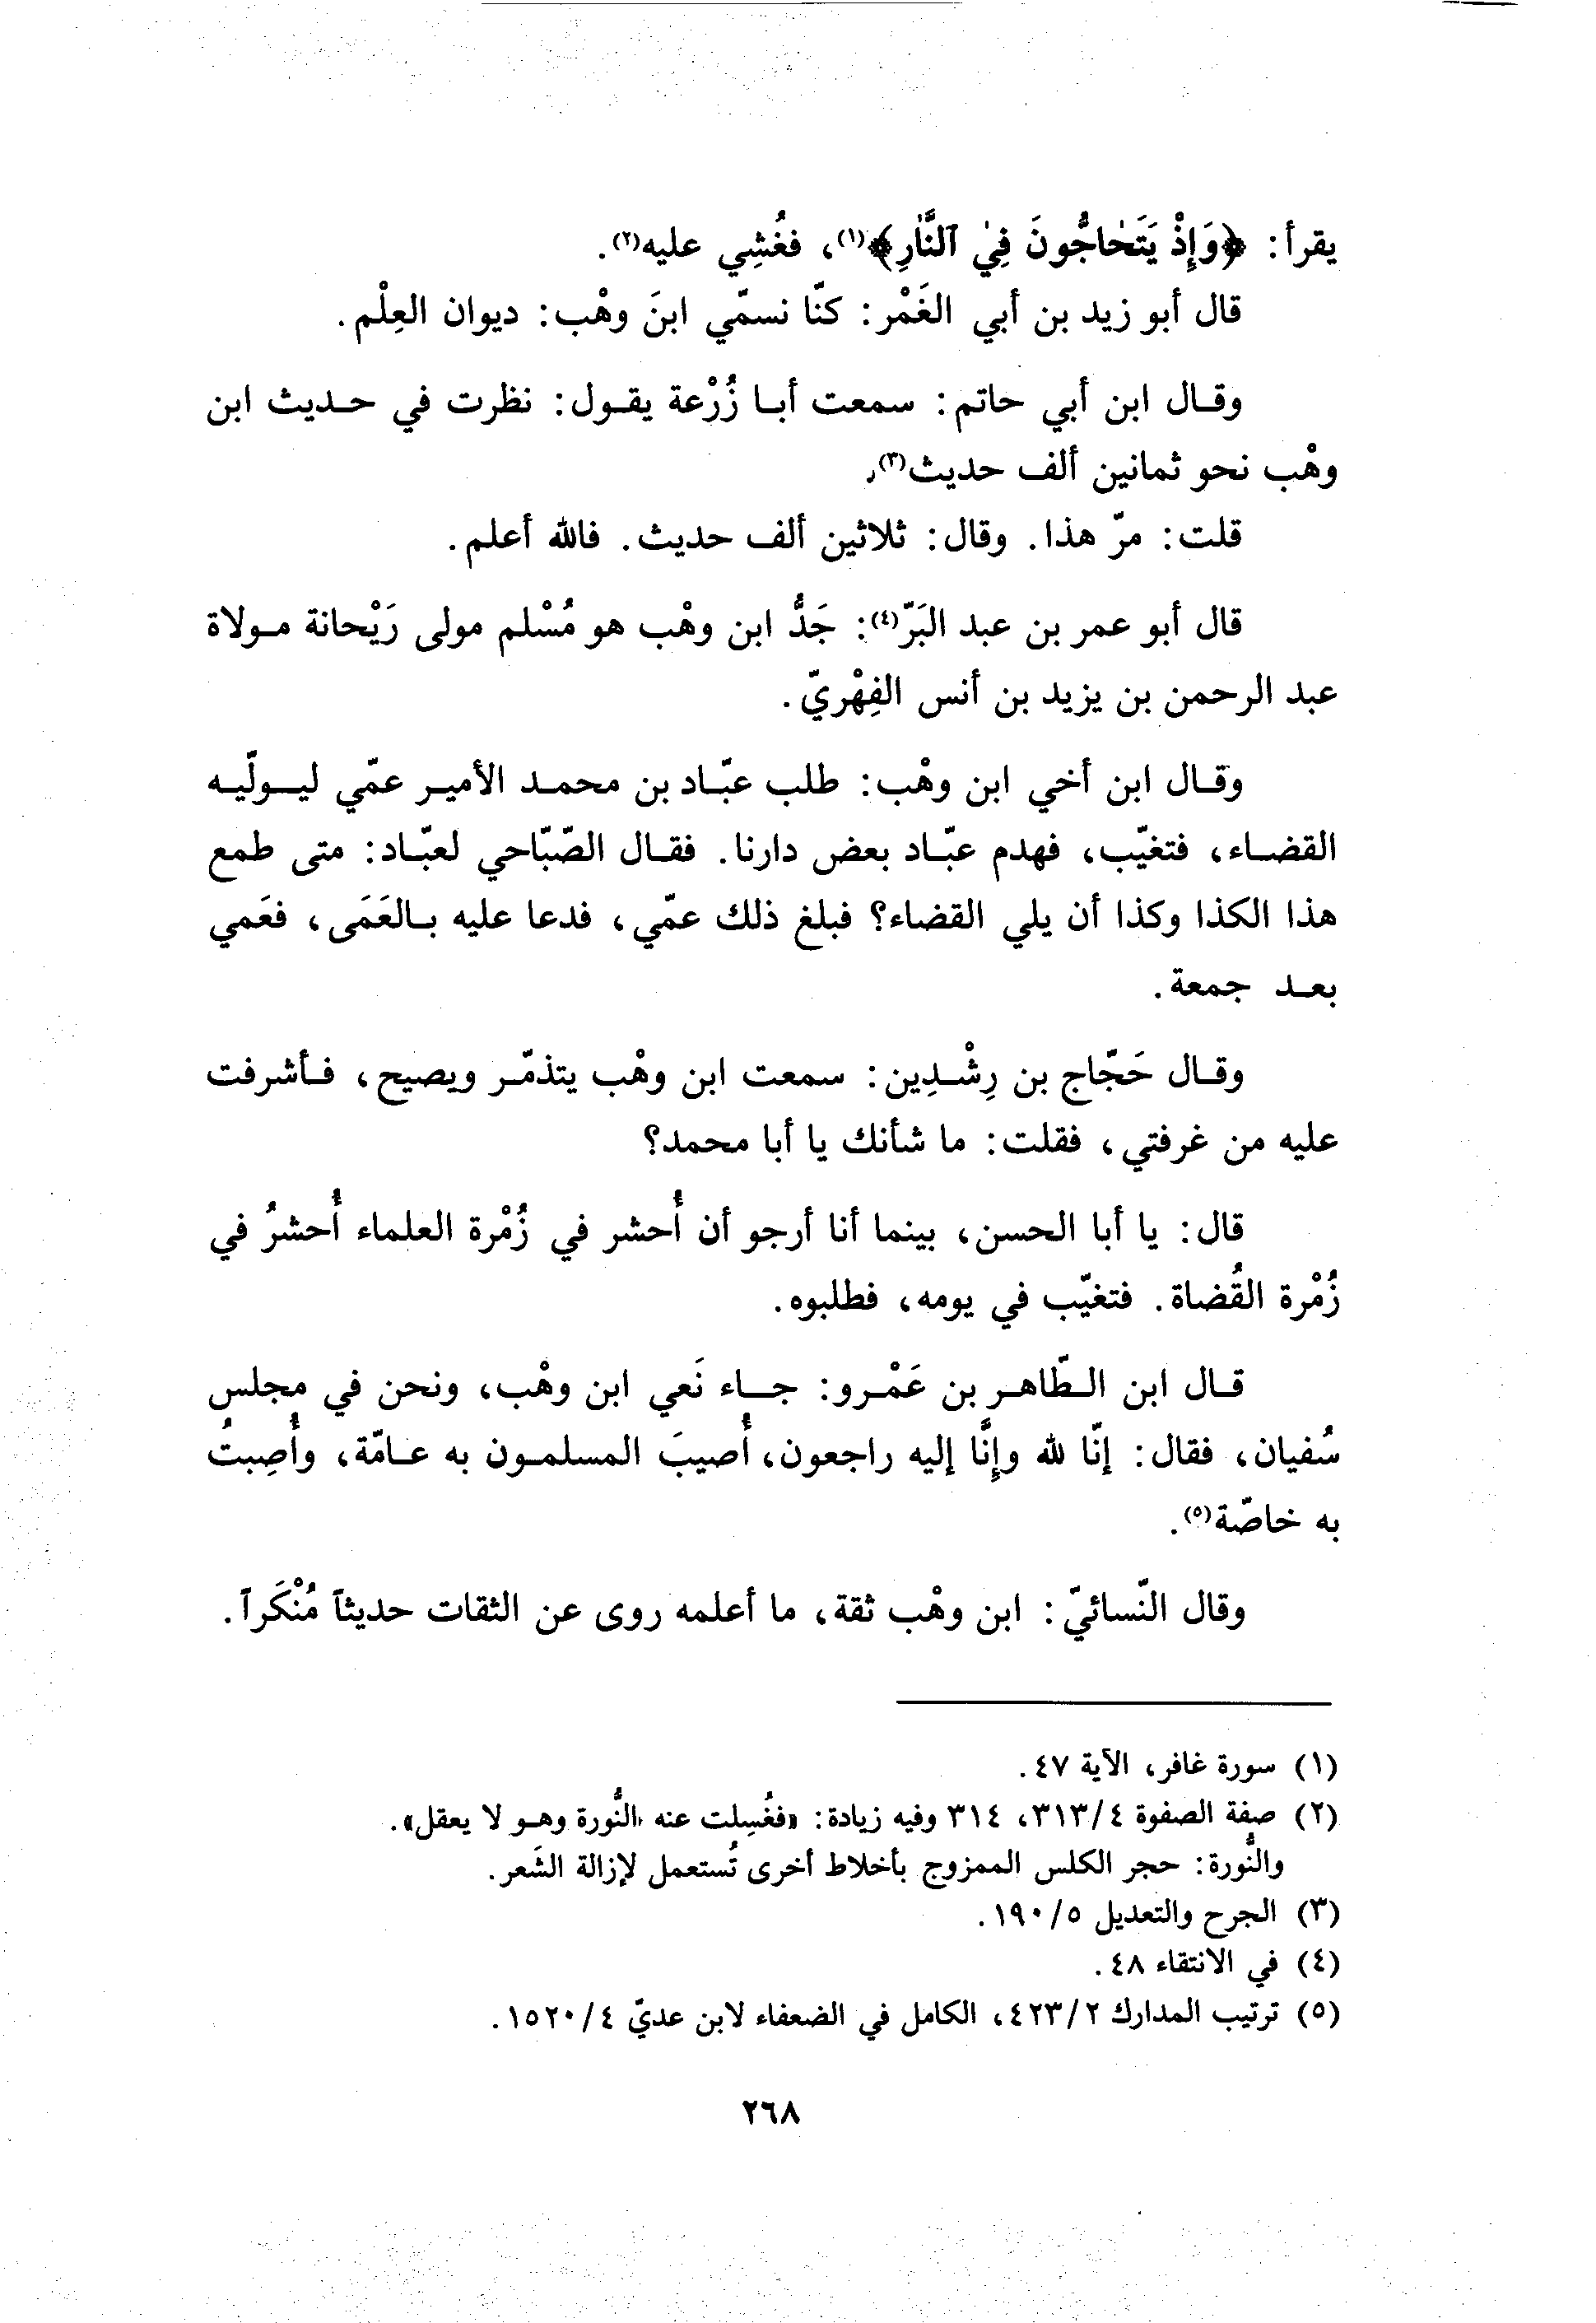 يقرأ: ﴿وَإِذْ يَتَحَاجُّونَ فِي ٱلنَّارِ﴾(١)، فغُشِي عليه(٢).
قال أبو زيد بن أبي الغَمْر: كنّا نسمّي ابنَ وهْب: ديوان العِلْم.
وقال ابن أبي حاتم: سمعت أبا زُرْعة يقول: نظرت في حديث ابن
وهْب نحو ثمانين ألف حديث(٣).
قلت: مرّ هذا. وقال: ثلاثين ألف حديث. فالله أعلم.
قال أبو عمر بن عبد البَرّ(٤): جَدُّ ابن وهْب هو مُسْلم مولى رَيْحانة مولاة
عبد الرحمن بن يزيد بن أنس الفِهْريّ.
وقال ابن أخي ابن وهْب: طلب عبّاد بن محمد الأمير عمّي ليولّيه
القضاء، فتغيّب، فهدم عبّاد بعض دارنا. فقال الصّبّاحي لعبّاد: متى طمع
هذا الكذا وكذا أن يلي القضاء؟ فبلغ ذلك عمّي، فدعا عليه بالعَمَى، فعَمي
بعد جمعة.
وقال حَجّاج بن رِشْدِين: سمعت ابن وهْب يتذمّر ويصيح، فأشرفت
عليه من غرفتي، فقلت: ما شأنك يا أبا محمد؟
قال: يا أبا الحسن، بينما أنا أرجو أن أُحشر في زُمْرة العلماء أُحشرُ في
زُمْرة القُضاة. فتغيّب في يومه، فطلبوه.
قال ابن الطّاهر بن عَمْرو: جاء نَعي ابن وهْب، ونحن في مجلس
سُفيان، فقال: إنّا لله وإِنَّا إليه راجعون، أُصيبَ المسلمون به عامّة، وأُصِبتُ
به خاصّة(٥).
وقال النّسائيّ: ابن وهْب ثقة، ما أعلمه روى عن الثقات حديثاً مُنْكَراً.
(١) سورة غافر، الآية ٤٧.
(٢) صفة الصفوة ٣١٣/٤، ٣١٤ وفيه زيادة: «فغُسِلت عنه النُّورة وهو لا يعقل».
والنُّورة: حجر الكلس الممزوج بأخلاط أخرى تُستعمل لإزالة الشَعر.
(٣) الجرح والتعديل ١٩٠/٥.
(٤) في الانتقاء ٤٨.
(٥) ترتيب المدارك ٤٢٣/٢، الكامل في الضعفاء لابن عديّ ١٥٢٠/٤.
٢٦٨